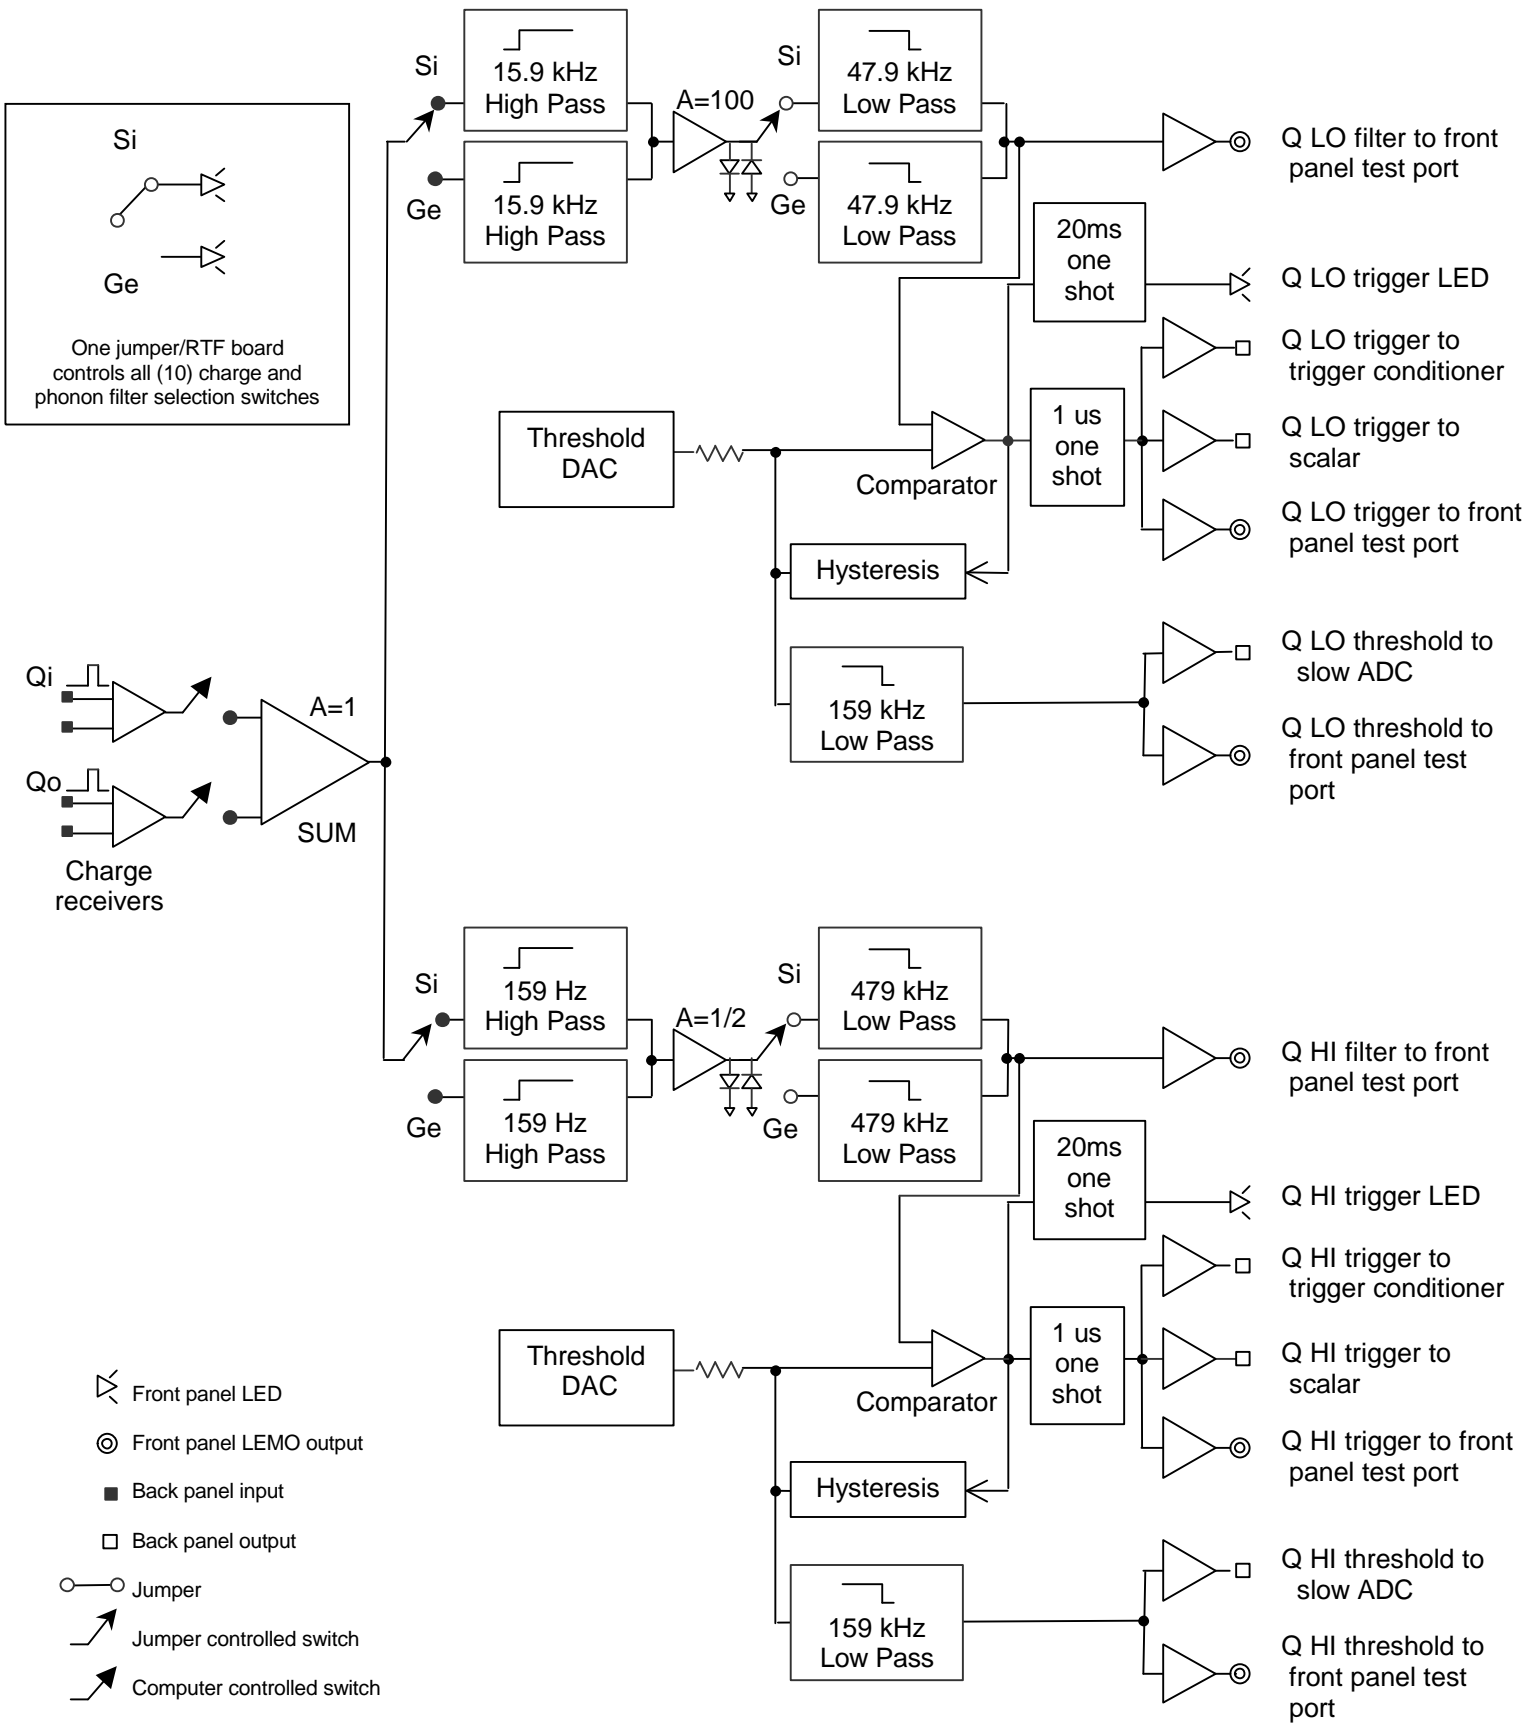 Si
Ge
One jumper/RTF board
controls all (10) charge and
phonon filter selection switches
Si
15.9 kHz
High Pass
Ge
15.9 kHz
High Pass
A=100
Si
47.9 kHz
Low Pass
Ge
47.9 kHz
Low Pass
Q LO filter to front
panel test port
20ms
one
shot
Q LO trigger LED
Q LO trigger to
trigger conditioner
Threshold
DAC
Comparator
1 us
one
shot
Q LO trigger to
scalar
Q LO trigger to front
panel test port
Hysteresis
159 kHz
Low Pass
Q LO threshold to
slow ADC
Q LO threshold to
front panel test
port
Qi
Qo
A=1
SUM
Charge
receivers
Si
159 Hz
High Pass
Ge
159 Hz
High Pass
A=1/2
Si
479 kHz
Low Pass
Ge
479 kHz
Low Pass
Q HI filter to front
panel test port
20ms
one
shot
Q HI trigger LED
Q HI trigger to
trigger conditioner
Threshold
DAC
Comparator
1 us
one
shot
Q HI trigger to
scalar
Q HI trigger to front
panel test port
Hysteresis
159 kHz
Low Pass
Q HI threshold to
slow ADC
Q HI threshold to
front panel test
port
Front panel LED
Front panel LEMO output
Back panel input
Back panel output
Jumper
Jumper controlled switch
Computer controlled switch